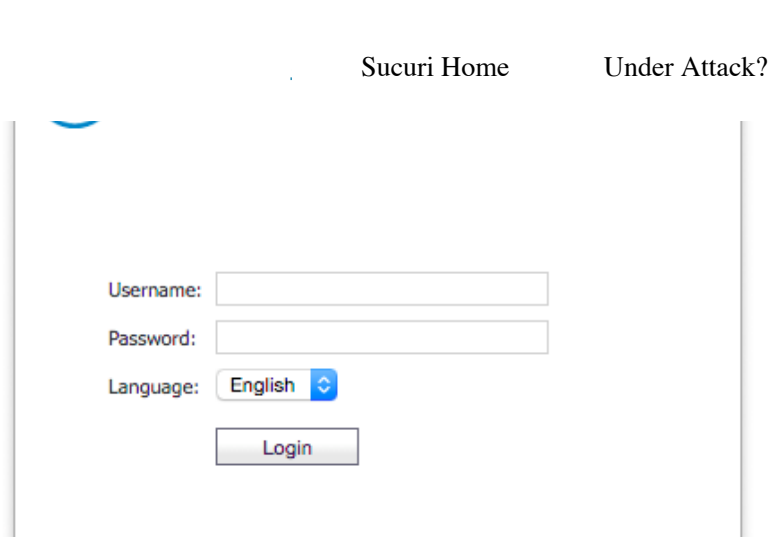 Sucuri Home Under Attack?
Username:
Password:
Language: English
Login